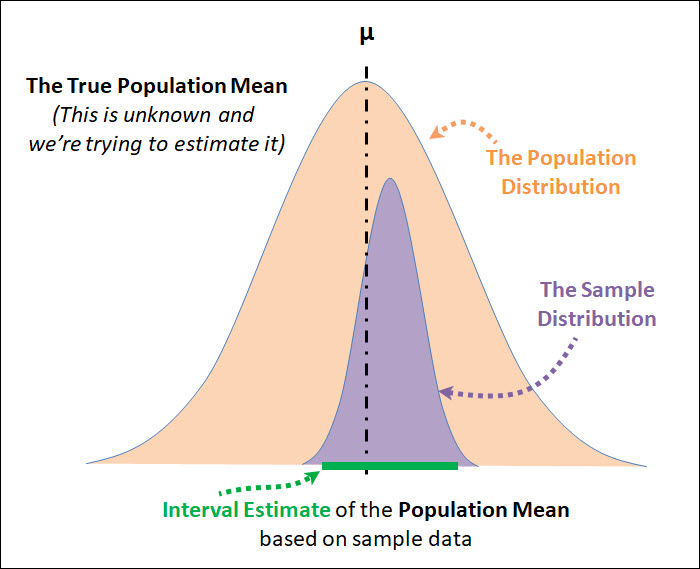 μ
The True Population Mean
(This is unknown and
we're trying to estimate it)
The Population
Distribution
The Sample
Distribution
Interval Estimate of the Population Mean
based on sample data